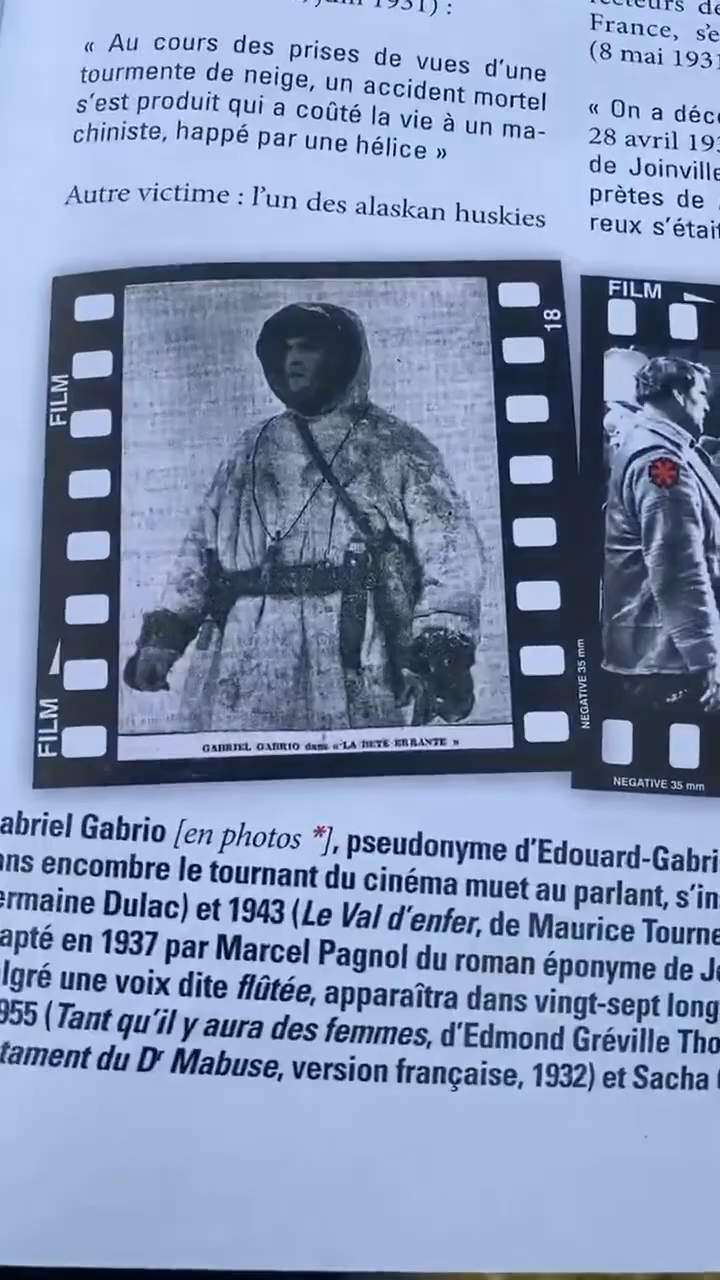 1931) :
« Au cours des prises de vues d'une
tourmente de neige, un accident mortel
s'est produit qui a coûté la vie à un ma-
chiniste, happé par une hélice »
Autre victime : l'un des alaskan huskies
France, s'e
(8 mai 1931
« On a déc
28 avril 19
de Joinville
prètes de
reux s'étai
FILM
FILM
18
GABRIEL GABRIO dans « LA BETE ERRANTE »
FILM
NEGATIVE 35 mm
NEGATIVE 35 mm
abriel Gabrio [en photos *], pseudonyme d'Edouard-Gabri
ans encombre le tournant du cinéma muet au parlant, s'in
ermaine Dulac) et 1943 (Le Val d'enfer, de Maurice Tourne
apté en 1937 par Marcel Pagnol du roman éponyme de J
lgré une voix dite flûtée, apparaîtra dans vingt-sept long
955 (Tant qu'il y aura des femmes, d'Edmond Gréville Tho
tament du Dr Mabuse, version française, 1932) et Sacha